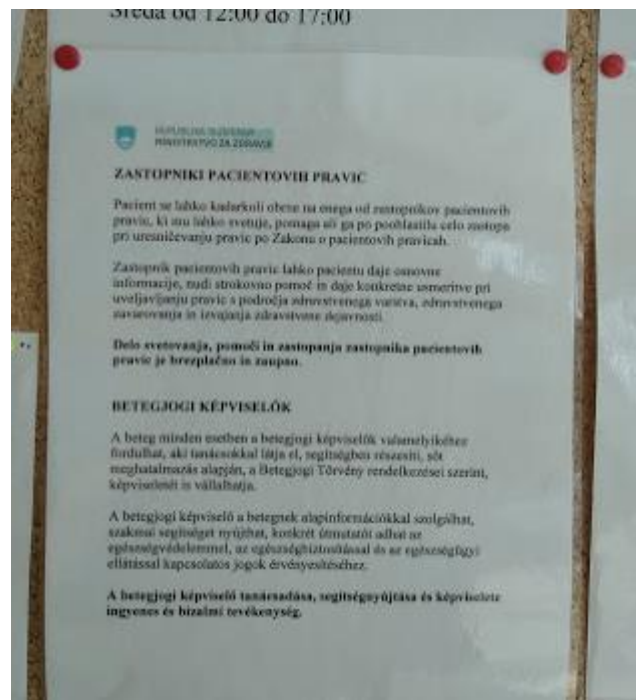 Sreda od 12:00 do 17:00
REPUBLIKA SLOVENIJA
MINISTRSTVO ZA ZDRAVJE
ZASTOPNIKI PACIENTOVIH PRAVIC
Pacient se lahko kadarkoli obrne na enega od zastopnikov pacientovih
pravic, ki mu lahko svetuje, pomaga ali ga po pooblastilu celo zastopa
pri uresničevanju pravic po Zakonu o pacientovih pravicah.
Zastopnik pacientovih pravic lahko pacientu daje osnovne
informacije, nudi strokovno pomoč in daje konkretne usmeritve pri
uveljavljanju pravic s področja zdravstvenega varstva, zdravstvenega
zavarovanja in izvajanja zdravstvene dejavnosti.
Delo svetovanja, pomoči in zastopanja zastopnika pacientovih
pravic je brezplačno in zaupno.
BETEGJOGI KÉPVISELŐK
A beteg minden esetben a betegjogi képviselők valamelyikéhez
fordulhat, aki tanácsokkal látja el, segítségben részesíti, sőt
meghatalmazás alapján, a Betegjogi Törvény rendelkezései szerint,
képviseletét is vállalhatja.
A betegjogi képviselő a betegnek alapinformációkkal szolgálhat,
szakmai segítséget nyújthat, konkrét útmutatót adhat az
egészségvédelemmel, az egészségbiztosítással és az egészségügyi
ellátással kapcsolatos jogok érvényesítéséhez.
A betegjogi képviselő tanácsadása, segítségnyújtása és képviselete
ingyenes és bizalmi tevékenység.